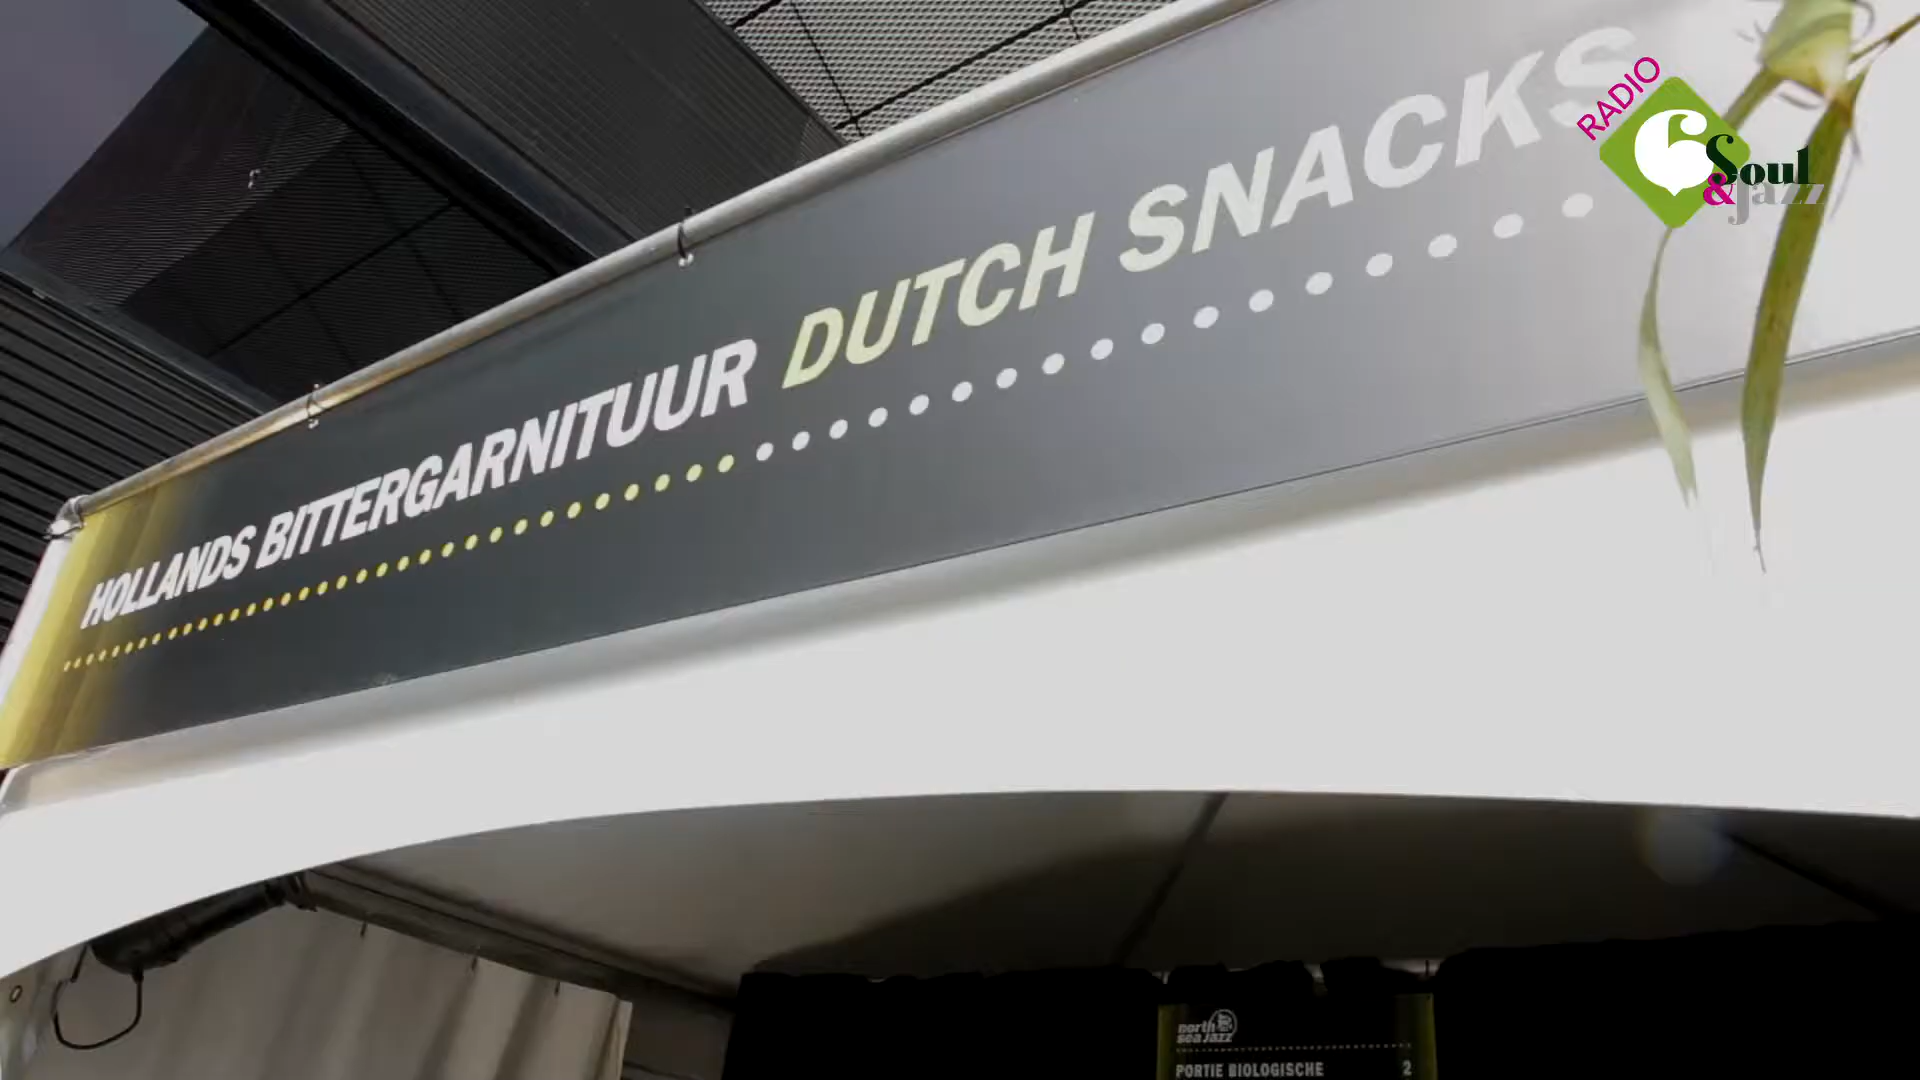 RADIO
6
Soul
& Jazz
HOLLANDS BITTERGARNITUUR DUTCH SNACKS
north
sea jazz
PORTIE BIOLOGISCHE 2